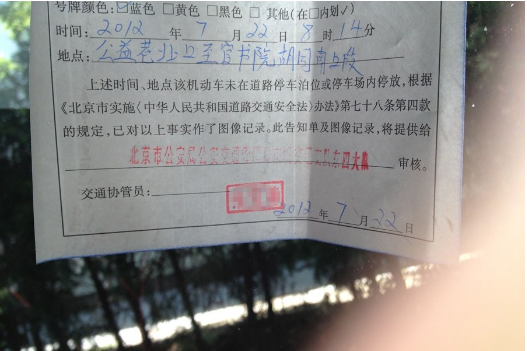 号牌颜色:☑蓝色 □黄色 □黑色 □ 其他(在□内划√)
时间: 2012 年 7 月 22 日 8 时 14 分
地点: 公益巷北口至官书院胡同南口段
上述时间、地点该机动车未在道路停车泊位或停车场内停放,根据
《北京市实施〈中华人民共和国道路交通安全法〉办法》第七十八条第四款
的规定,已对以上事实作了图像记录。此告知单及图像记录,将提供给
北京市公安局公安交通管理局 东四大队 审核。
交通协管员:
2012 年 7 月 22 日